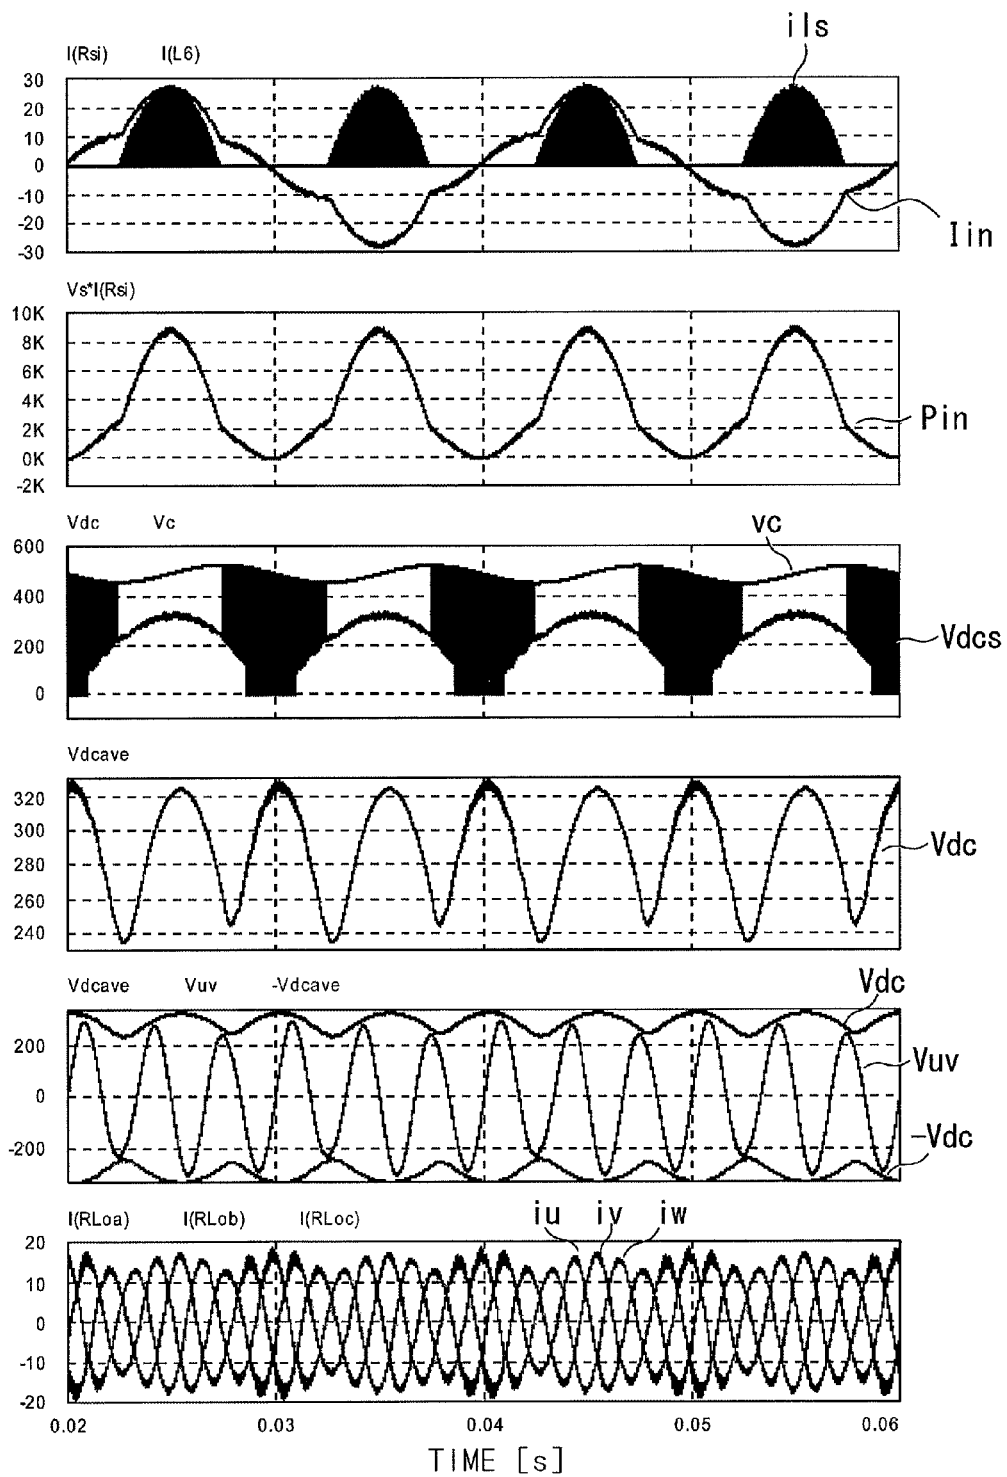 ils
I(Rsi) I(L6)
30
20
10
0
-10
-20
-30
Iin
Vs*I(Rsi)
10K
8K
6K
4K
2K
0K
-2K
Pin
Vdc Vc
600
400
200
0
vc
Vdcs
Vdcave
320
300
280
260
240
Vdc
Vdcave Vuv -Vdcave
200
0
-200
Vdc
Vuv
-Vdc
I(RLoa) I(RLob) I(RLoc)
iu iv iw
20
10
0
-10
-20
0.02 0.03 0.04 0.05 0.06
TIME [s]